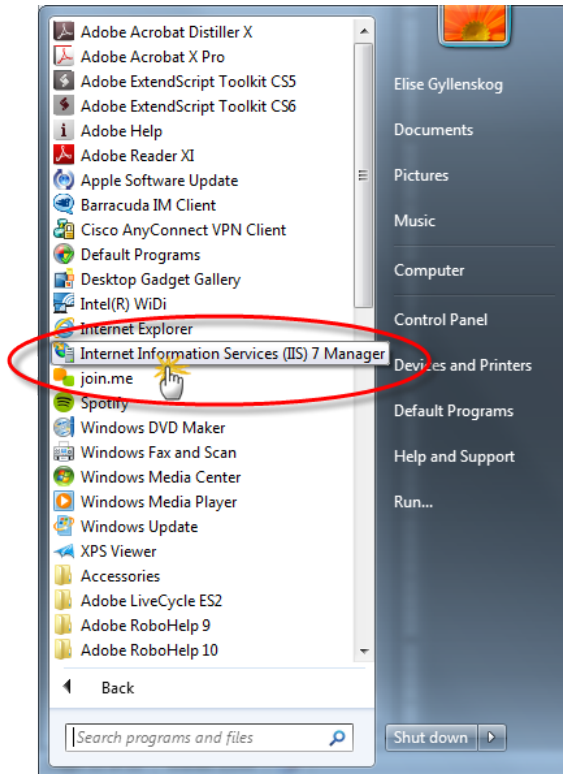 Adobe Acrobat Distiller X
Adobe Acrobat X Pro
Adobe ExtendScript Toolkit CS5
Adobe ExtendScript Toolkit CS6
Adobe Help
Adobe Reader XI
Apple Software Update
Barracuda IM Client
Cisco AnyConnect VPN Client
Default Programs
Desktop Gadget Gallery
Intel(R) WiDi
Internet Explorer
Internet Information Services (IIS) 7 Manager
join.me
Spotify
Windows DVD Maker
Windows Fax and Scan
Windows Media Center
Windows Media Player
Windows Update
XPS Viewer
Accessories
Adobe LiveCycle ES2
Adobe RoboHelp 9
Adobe RoboHelp 10
Back
Search programs and files
Elise Gyllenskog
Documents
Pictures
Music
Computer
Control Panel
Devices and Printers
Default Programs
Help and Support
Run...
Shut down